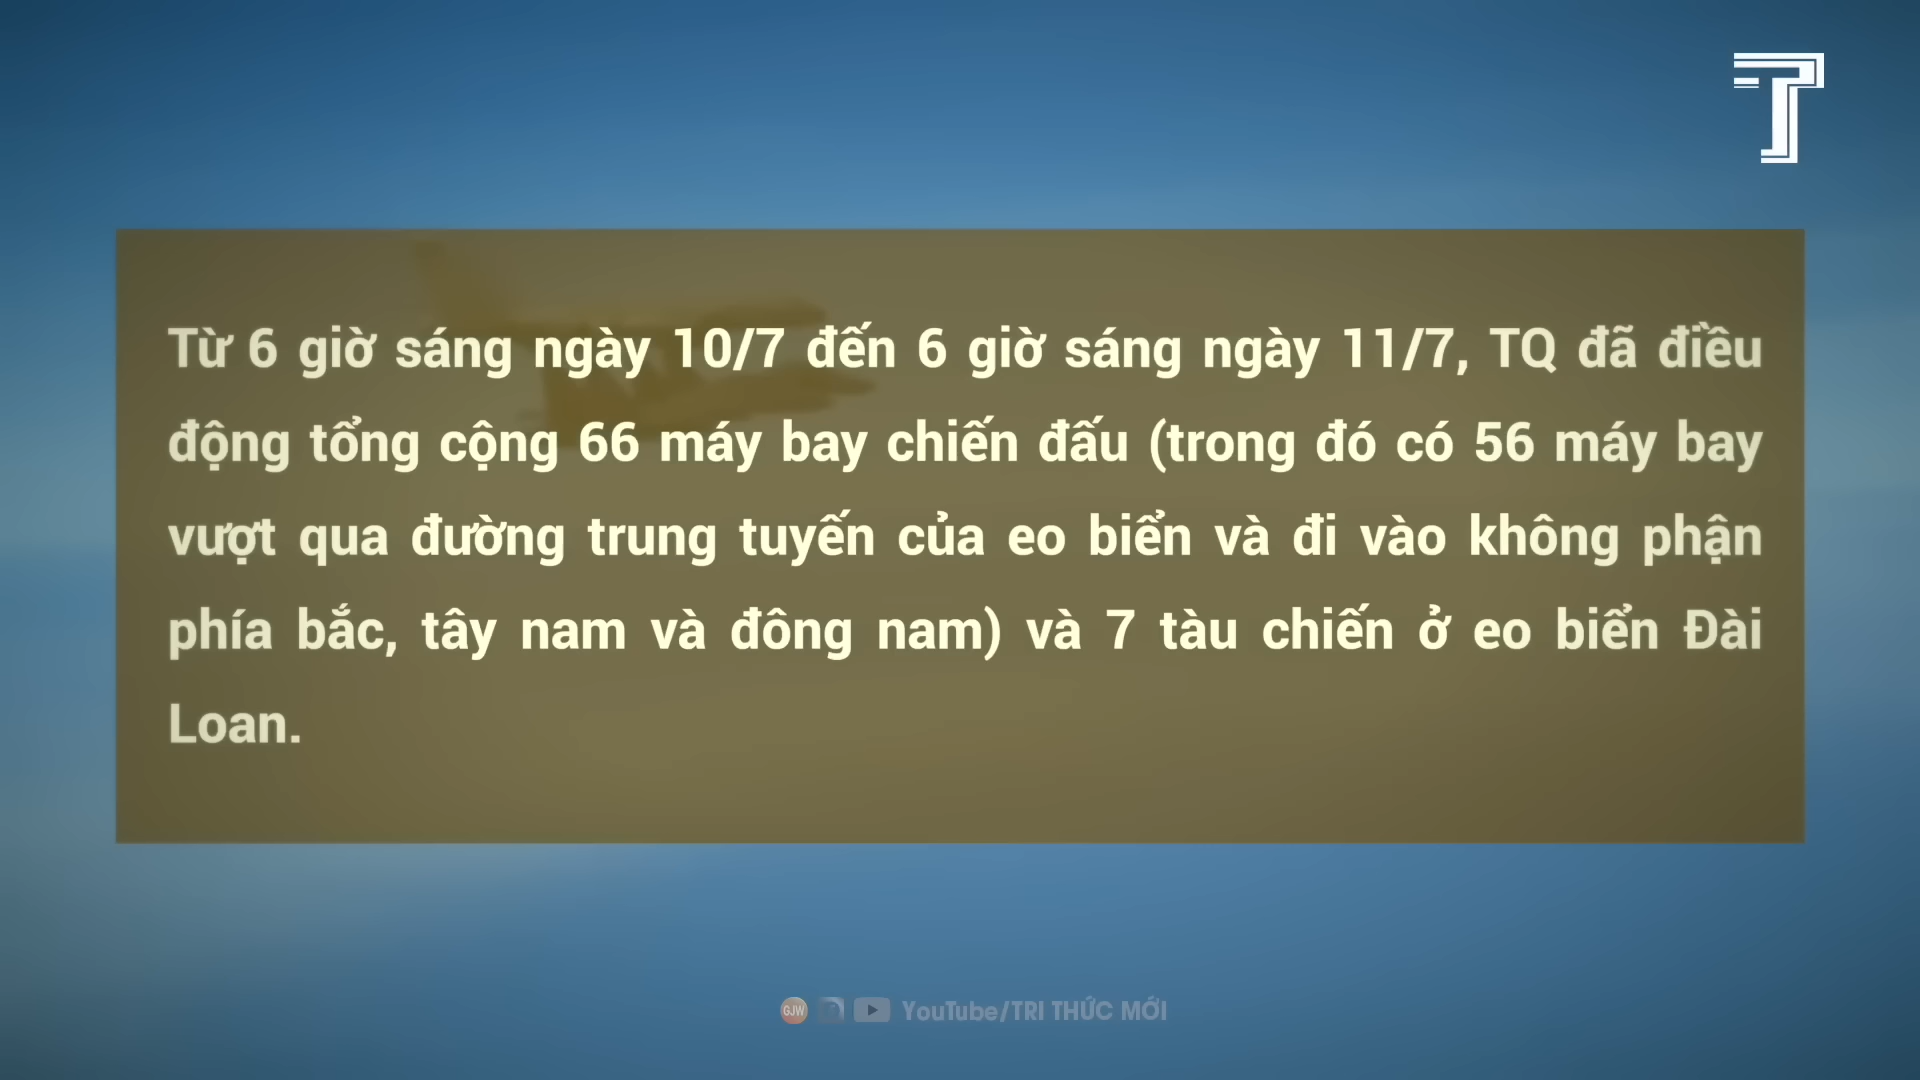 Từ 6 giờ sáng ngày 10/7 đến 6 giờ sáng ngày 11/7, TQ đã điều
động tổng cộng 66 máy bay chiến đấu (trong đó có 56 máy bay
vượt qua đường trung tuyến của eo biển và đi vào không phận
phía bắc, tây nam và đông nam) và 7 tàu chiến ở eo biển Đài
Loan.
GJW YouTube/TRI THỨC MỚI